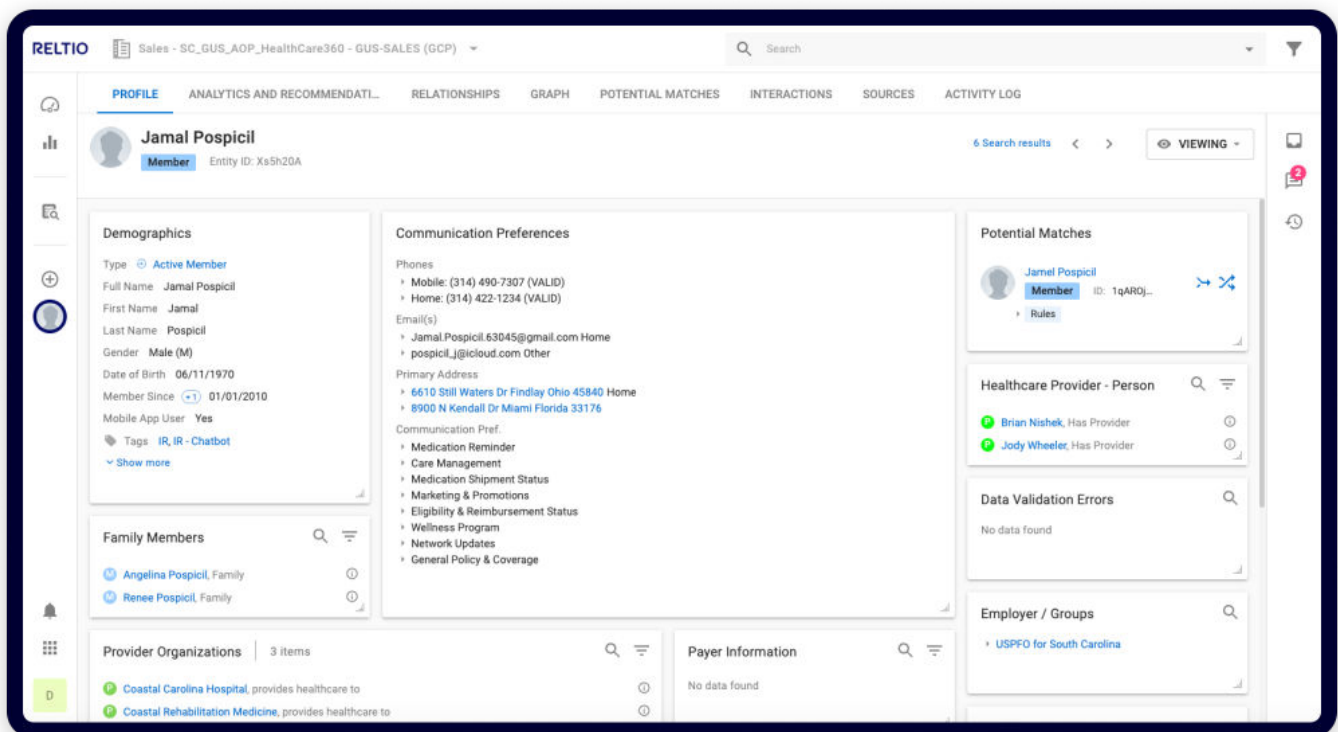 RELTIO
Sales - SC_GUS_AOP_HealthCare360 - GUS-SALES (GCP)
Search
PROFILE
ANALYTICS AND RECOMMENDATI...
RELATIONSHIPS
GRAPH
POTENTIAL MATCHES
INTERACTIONS
SOURCES
ACTIVITY LOG
Jamal Pospicil
Member Entity ID: Xs5h20A
6 Search results
VIEWING
2
Demographics
Type Active Member
Full Name Jamal Pospicil
First Name Jamal
Last Name Pospicil
Gender Male (M)
Date of Birth 06/11/1970
Member Since +1 01/01/2010
Mobile App User Yes
Tags IR, IR - Chatbot
Show more
Family Members
M Angelina Pospicil, Family
M Renee Pospicil, Family
Communication Preferences
Phones
Mobile: (314) 490-7307 (VALID)
Home: (314) 422-1234 (VALID)
Email(s)
Jamal.Pospicil.63045@gmail.com Home
pospicil_j@icloud.com Other
Primary Address
6610 Still Waters Dr Findlay Ohio 45840 Home
8900 N Kendall Dr Miami Florida 33176
Communication Pref.
Medication Reminder
Care Management
Medication Shipment Status
Marketing & Promotions
Eligibility & Reimbursement Status
Wellness Program
Network Updates
General Policy & Coverage
Potential Matches
Jamel Pospicil
Member ID: 1qAROj...
Rules
Healthcare Provider - Person
P Brian Nishek, Has Provider
P Jody Wheeler, Has Provider
Data Validation Errors
No data found
Employer / Groups
USPFO for South Carolina
Provider Organizations 3 items
P Coastal Carolina Hospital, provides healthcare to
P Coastal Rehabilitation Medicine, provides healthcare to
Payer Information
No data found
D